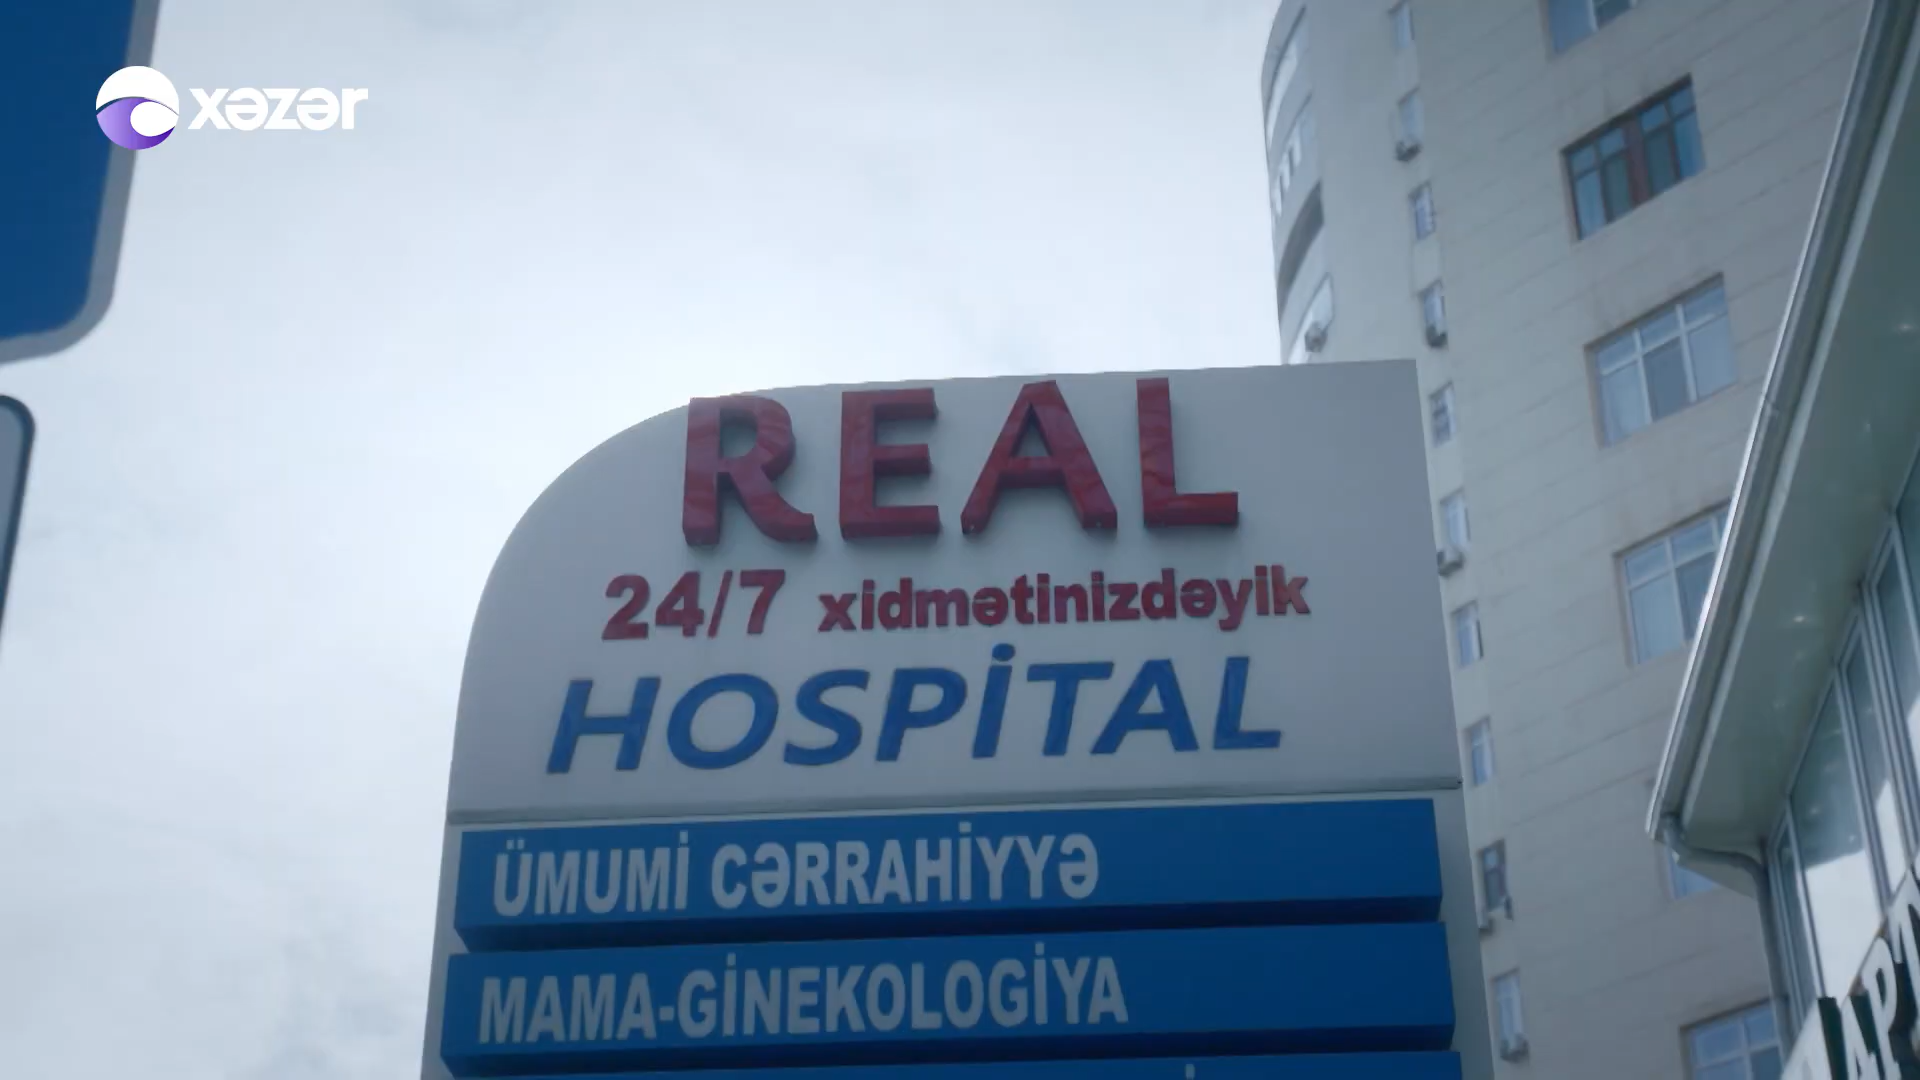 xəzər
REAL
24/7 xidmətinizdəyik
HOSPİTAL
ÜMUMİ CƏRRAHİYYƏ
MAMA-GİNEKOLOGİYA